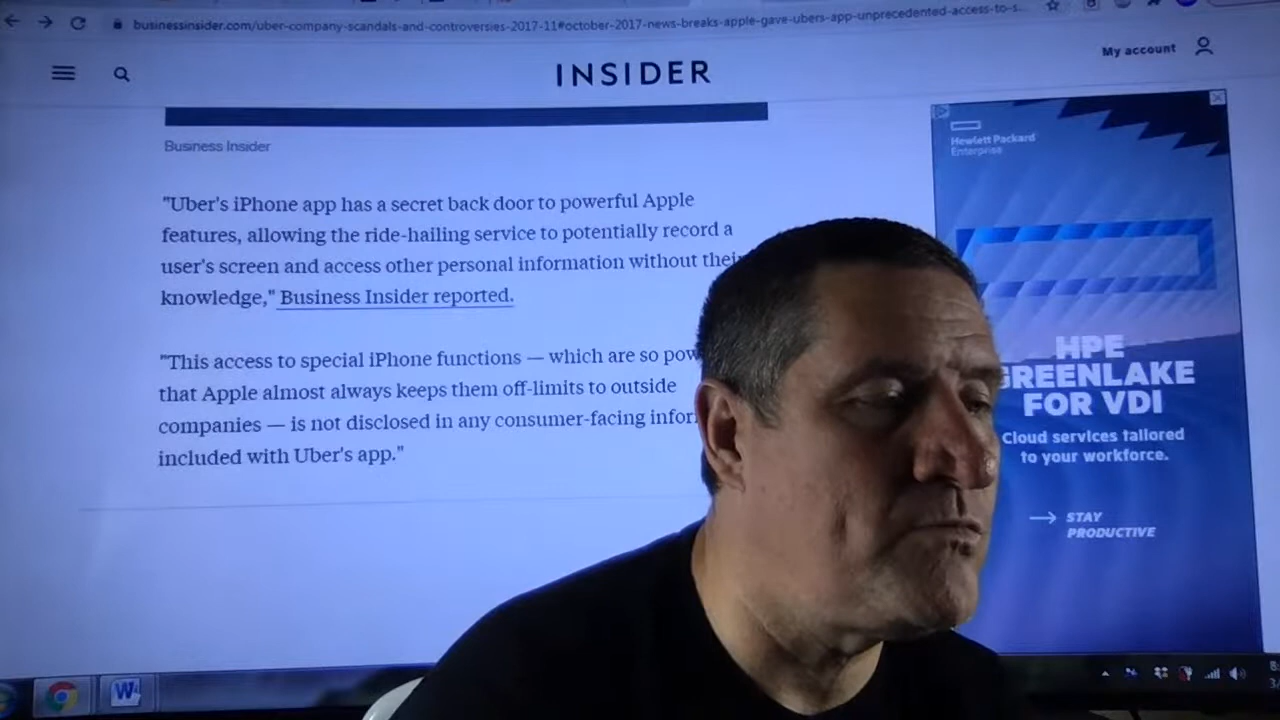 businessinsider.com/uber-company-scandals-and-controversies-2017-11#october-2017-news-breaks-apple-gave-ubers-app-unprecedented-access-to-s...
INSIDER
My account
Business Insider
"Uber's iPhone app has a secret back door to powerful Apple
features, allowing the ride-hailing service to potentially record a
user's screen and access other personal information without their
knowledge," Business Insider reported.
"This access to special iPhone functions — which are so pow
that Apple almost always keeps them off-limits to outside
companies — is not disclosed in any consumer-facing infor
included with Uber's app."
Hewlett Packard
Enterprise
HPE
GREENLAKE
FOR VDI
Cloud services tailored
to your workforce.
STAY
PRODUCTIVE
W